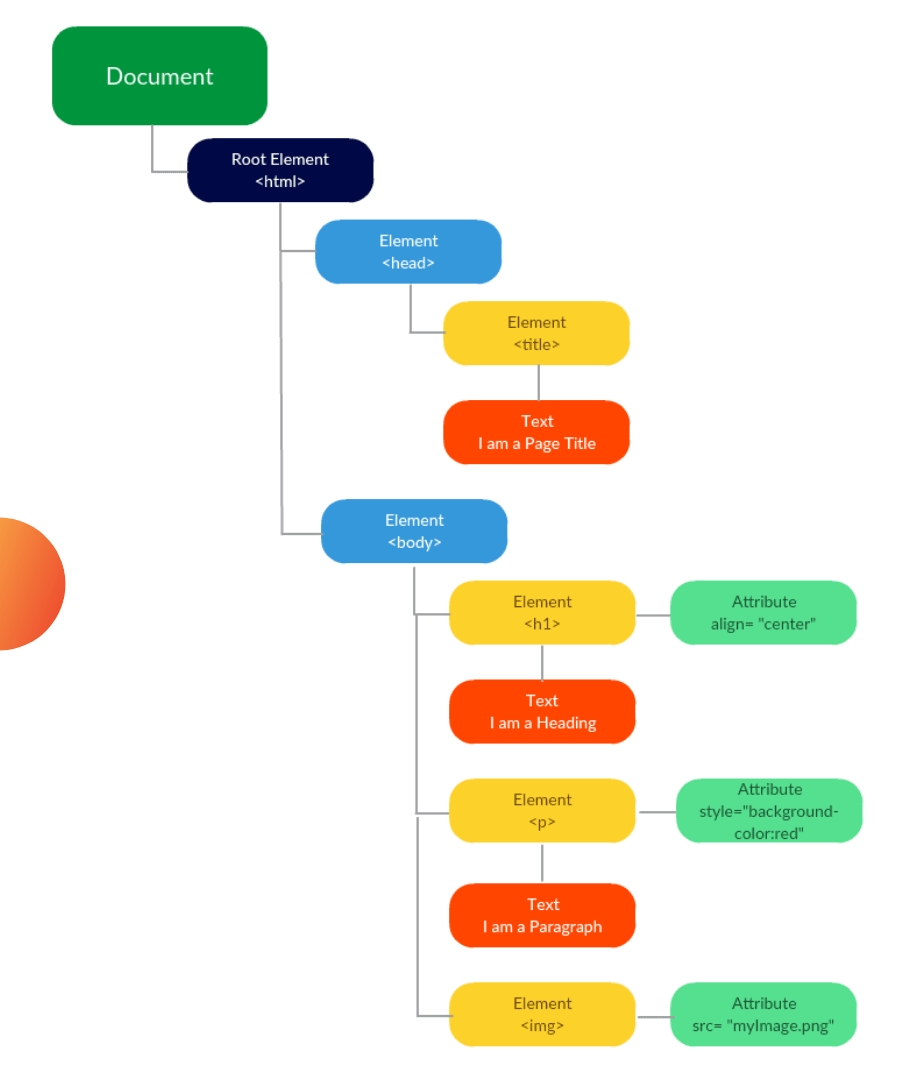 Document
Root Element
<html>
Element
<head>
Element
<title>
Text
I am a Page Title
Element
<body>
Element
<h1>
Attribute
align= "center"
Text
I am a Heading
Element
<p>
Attribute
style="background-
color:red"
Text
I am a Paragraph
Element
<img>
Attribute
src= "myImage.png"